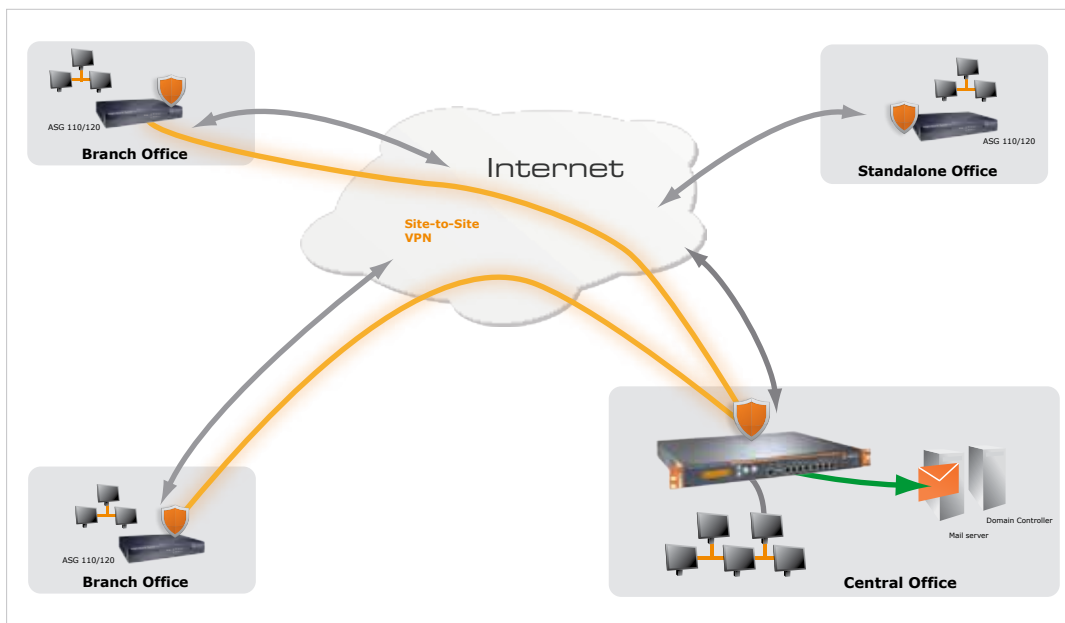 ASG 110/120
Branch Office
Internet
ASG 110/120
Standalone Office
Site-to-Site
VPN
ASG 110/120
Branch Office
Domain Controller
Mail server
Central Office